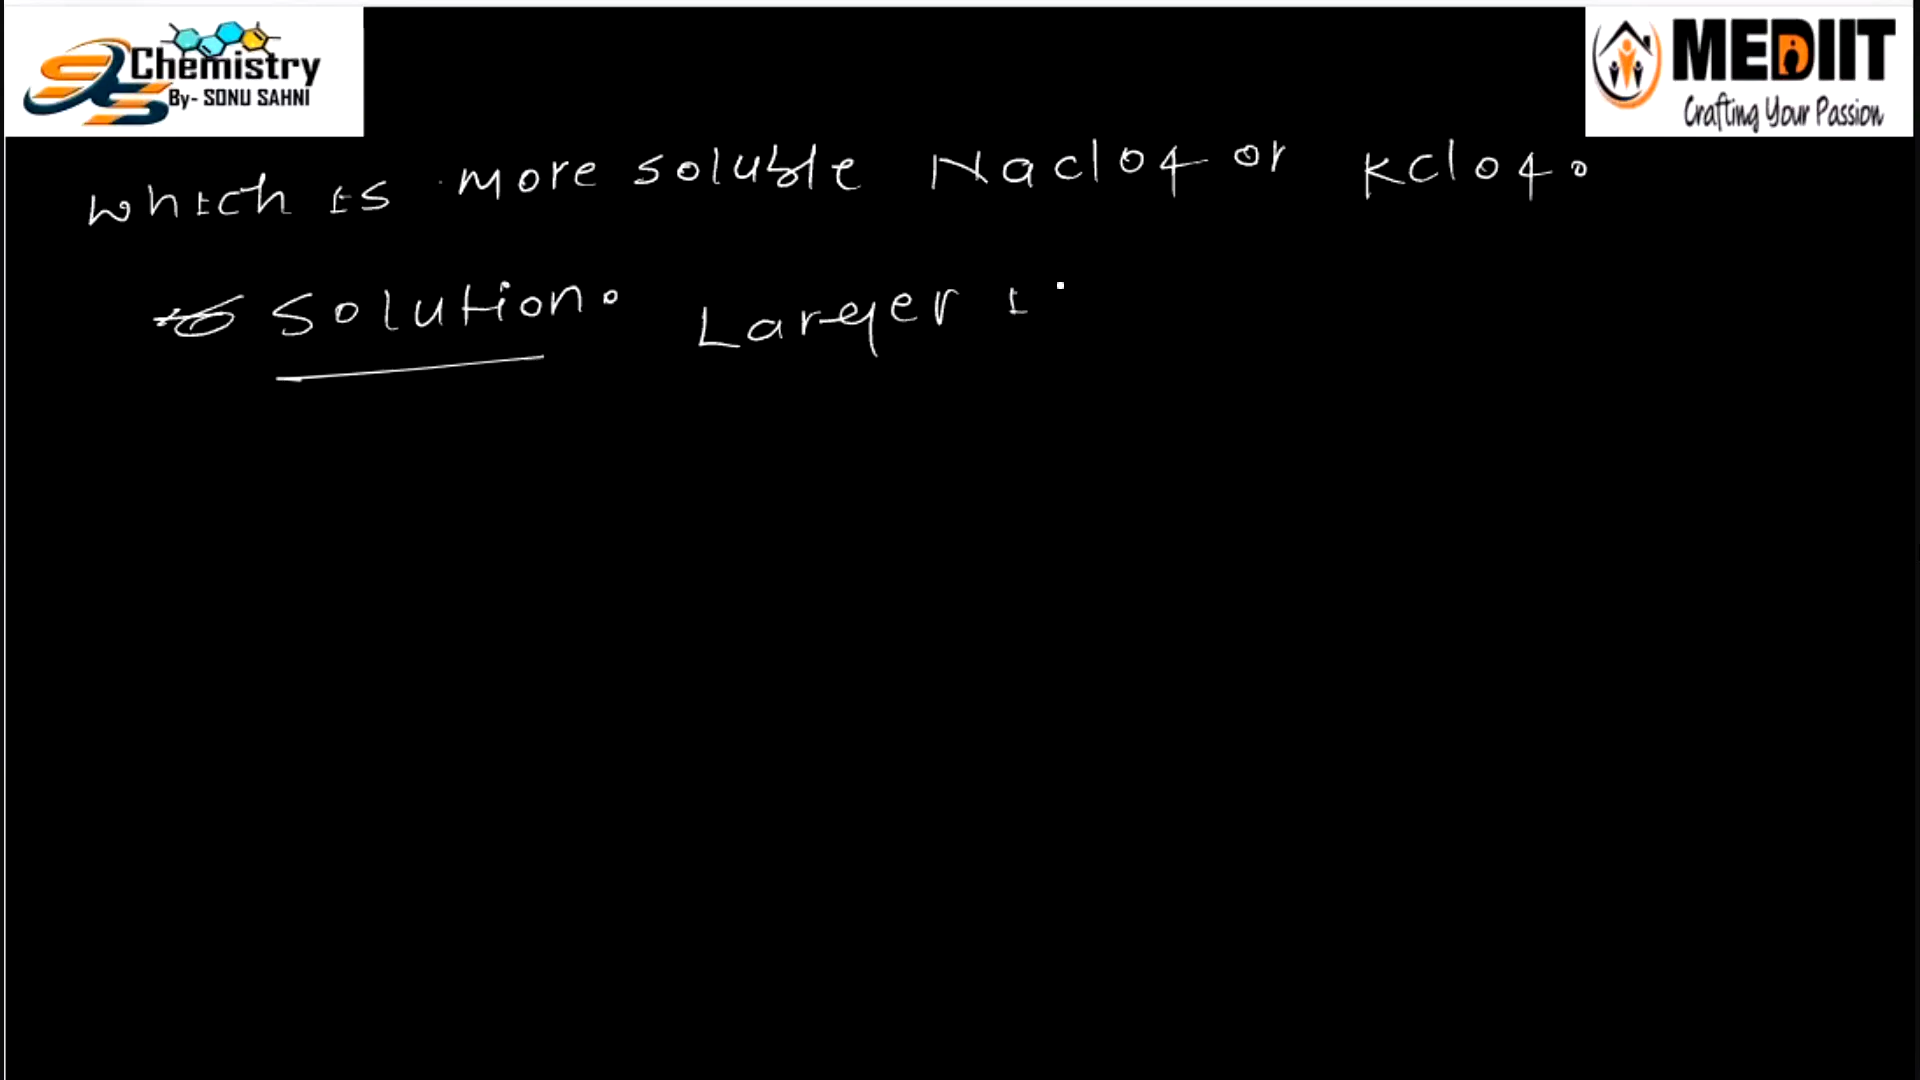 Chemistry
By- SONU SAHNI
MEDIIT
Crafting Your Passion
which is more soluble NaClO4 or KClO4.
Solution. Larger